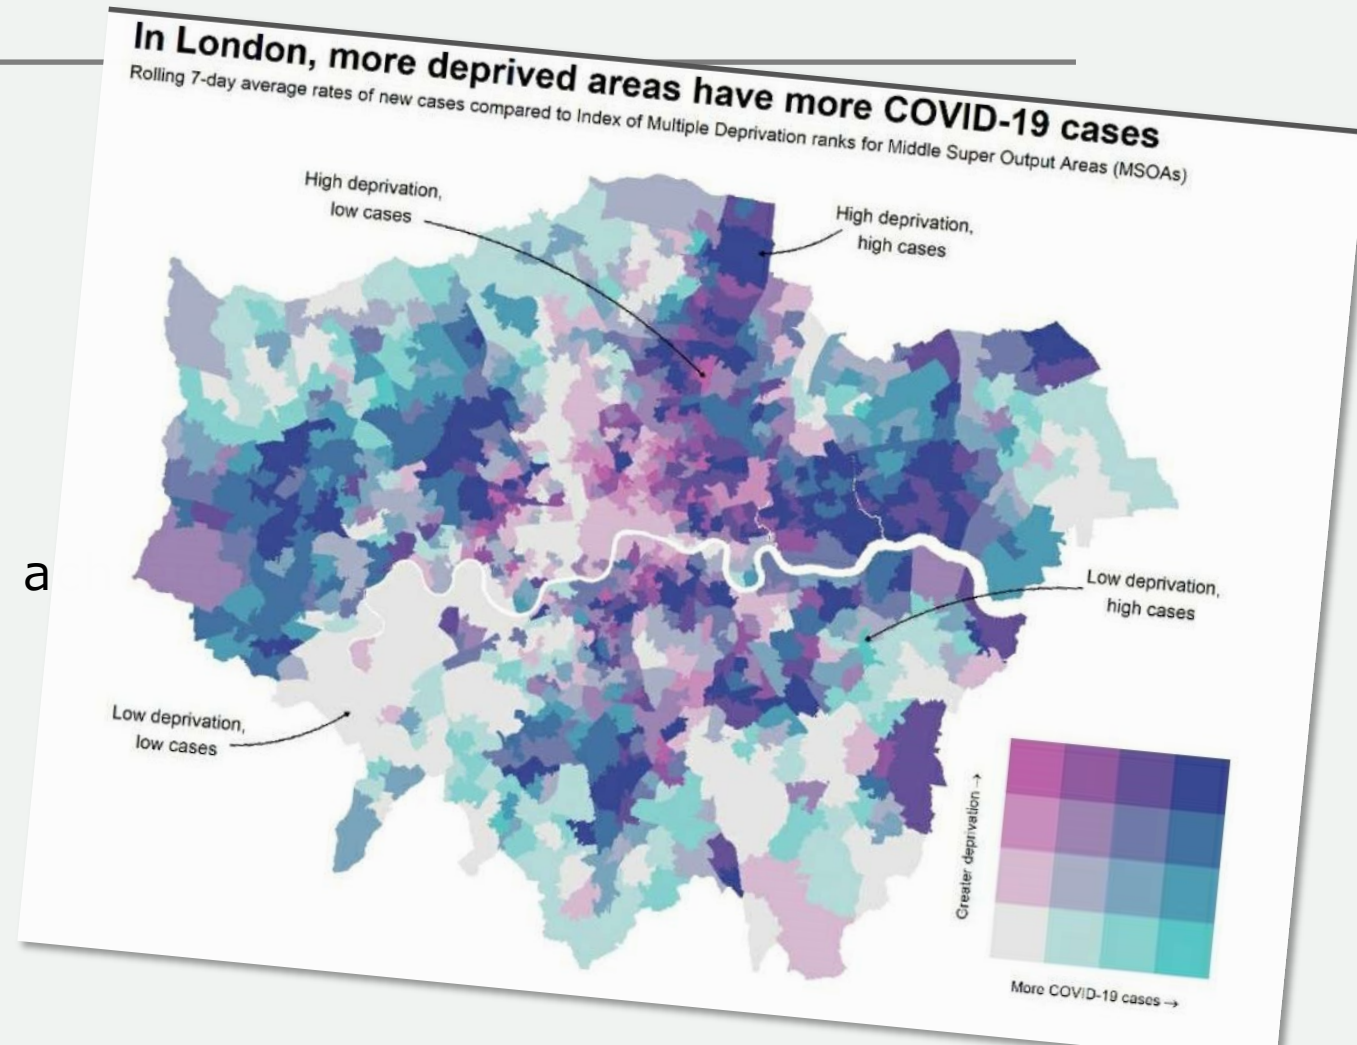 In London, more deprived areas have more COVID-19 cases
Rolling 7-day average rates of new cases compared to Index of Multiple Deprivation ranks for Middle Super Output Areas (MSOAs)
High deprivation,
low cases
High deprivation,
high cases
a
Low deprivation,
high cases
Low deprivation,
low cases
Greater deprivation →
More COVID-19 cases →